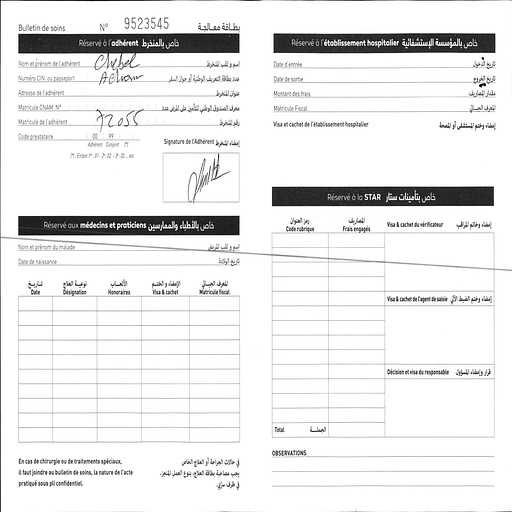 Bulletin de soins N° 9523545 بطاقة معالجة
Réservé à l'adhérent خاص بالمنخرط
Nom et prénom de l'adhérent Chebel إسم و لقب المنخرط
Numéro CIN ou passeport Achour عدد بطاقة التعريف الوطنية أو جواز السفر
Adresse de l'adhérent عنوان المنخرط
Matricule CNAM N° معرف الصندوق الوطني للتأمين على المرض عدد
Matricule de l'adhérent 72055 رقم المنخرط
Code prestataire 00 99
Adhérent Conjoint (*)
(*) : Enfant 1er : 01 - 2 : 02 - 3 : 03 ... etc
Signature de l'Adhérent إمضاء المنخرط
Réservé aux médecins et praticiens خاص بالأطباء والممارسين
Nom et prénom du malade إسم و لقب المريض
Date de naissance تاريخ الولادة
تاريخ نوعية العلاج الأتعاب الإمضاء و الختم المعرف الجبائي
Date Désignation Honoraires Visa & cachet Matricule fiscal
En cas de chirurgie ou de traitements spéciaux,
il faut joindre au bulletin de soins, la nature de l'acte
pratiqué sous pli confidentiel.
في حالات الجراحة أو العلاج الخاص
يجب مصاحبة بطاقة العلاج، بنوع العمل المنجز،
في ظرف سري.
Réservé à l'établissement hospitalier خاص بالمؤسسة الإستشفائية
Date d'entrée تاريخ الدخول
Date de sortie تاريخ الخروج
Montant des frais مقدار المصاريف
Matricule Fiscal المعرف الجبائي
Visa et cachet de l'établissement hospitalier إمضاء وختم المستشفى أو المصحة
Réservé à la STAR خاص بتأمينات ستار
رمز العنوان المصاريف Visa & cachet du vérificateur إمضاء وخاتم المراقب
Code rubrique Frais engagés
Visa & cachet de l'agent de saisie إمضاء وختم الضبط الآلي
Décision et visa du responsable قرار وإمضاء المسؤول
Total الجملة
OBSERVATIONS